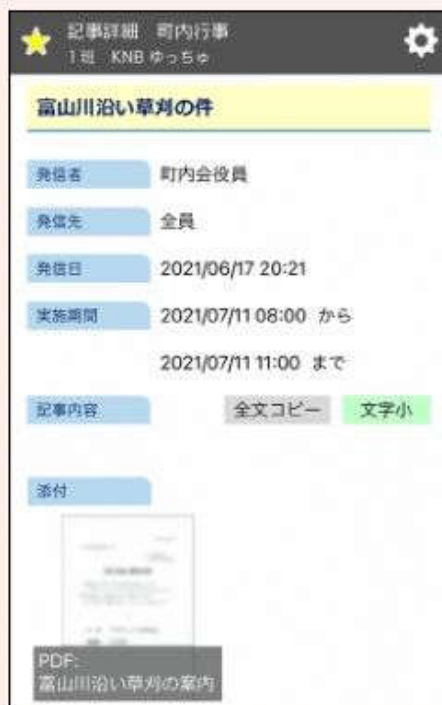 記事詳細 町内行事
1班 KNB ゆっちゅ
富山川沿い草刈の件
発信者 町内会役員
発信先 全員
発信日 2021/06/17 20:21
実施期間 2021/07/11 08:00 から
2021/07/11 11:00 まで
記事内容 全文コピー 文字小
添付
PDF:
富山川沿い草刈の案内